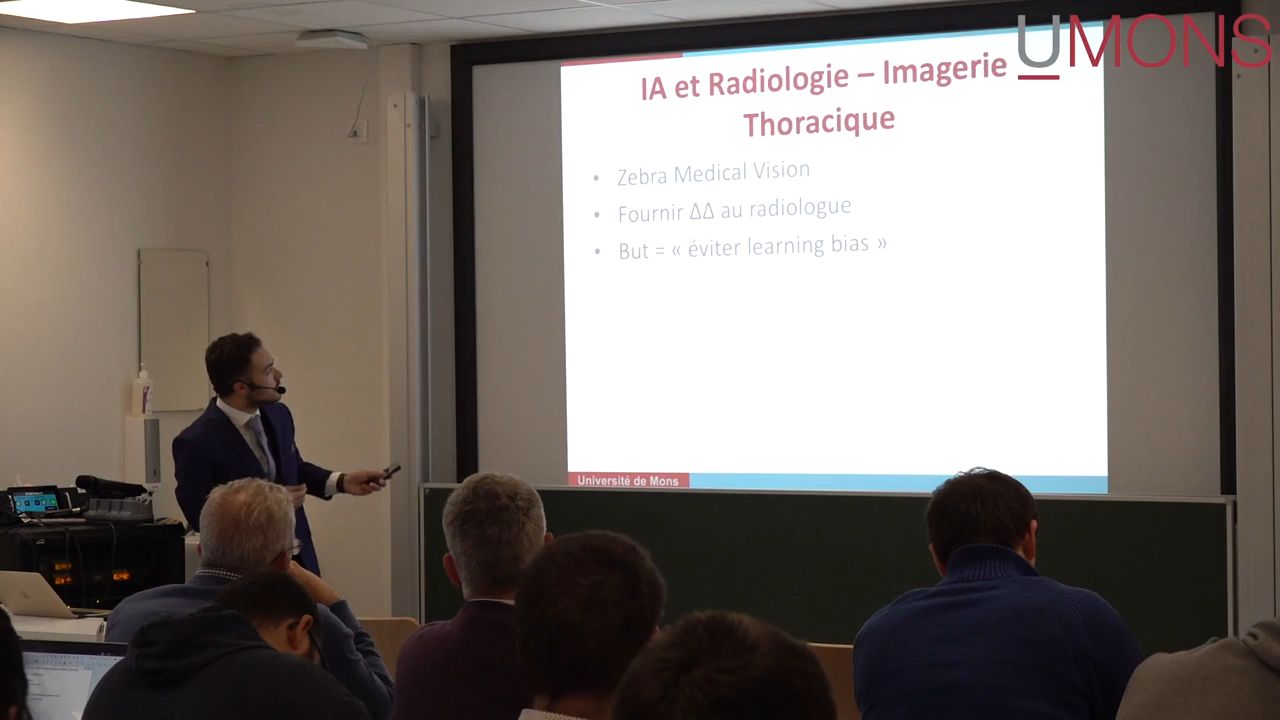 UMONS
IA et Radiologie – Imagerie
Thoracique
• Zebra Medical Vision
• Fournir ΔΔ au radiologue
• But = « éviter learning bias »
Université de Mons